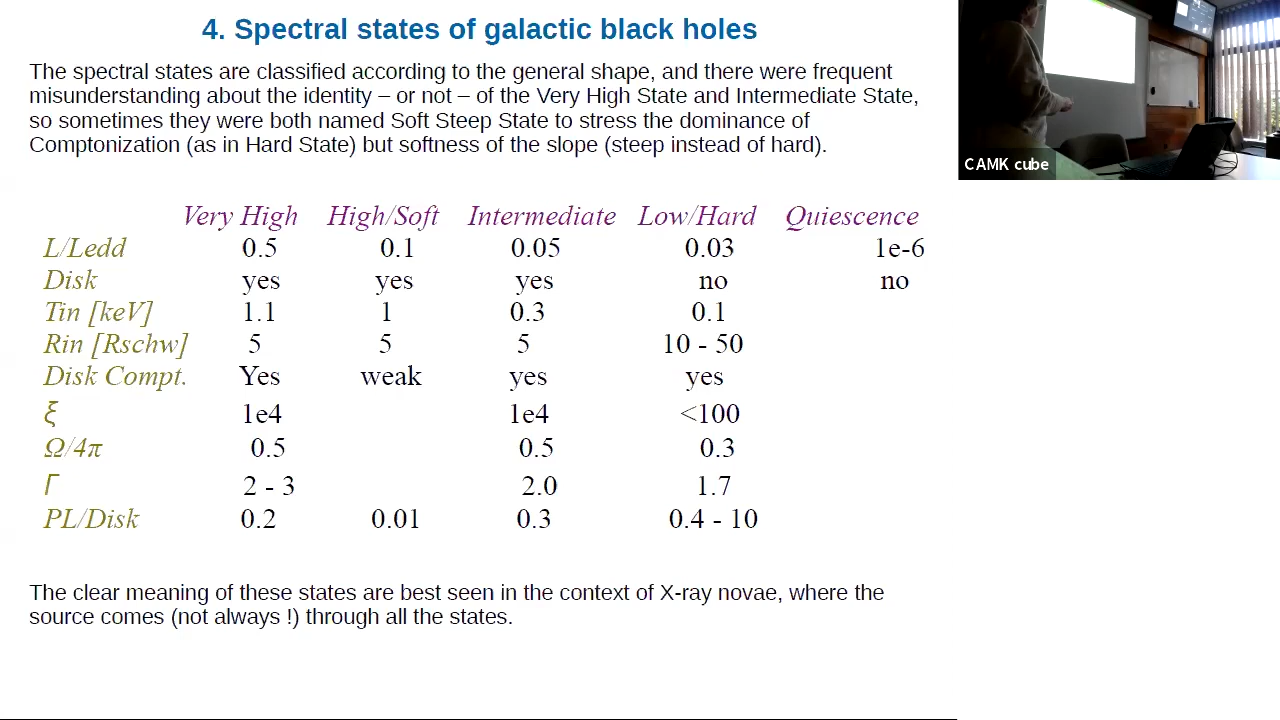 4. Spectral states of galactic black holes
The spectral states are classified according to the general shape, and there were frequent
misunderstanding about the identity – or not – of the Very High State and Intermediate State,
so sometimes they were both named Soft Steep State to stress the dominance of
Comptonization (as in Hard State) but softness of the slope (steep instead of hard).
CAMK cube
Very High High/Soft Intermediate Low/Hard Quiescence
L/Ledd 0.5 0.1 0.05 0.03 1e-6
Disk yes yes yes no no
Tin [keV] 1.1 1 0.3 0.1
Rin [Rschw] 5 5 5 10 - 50
Disk Compt. Yes weak yes yes
ξ 1e4 1e4 <100
Ω/4π 0.5 0.5 0.3
Γ 2 - 3 2.0 1.7
PL/Disk 0.2 0.01 0.3 0.4 - 10
The clear meaning of these states are best seen in the context of X-ray novae, where the
source comes (not always !) through all the states.